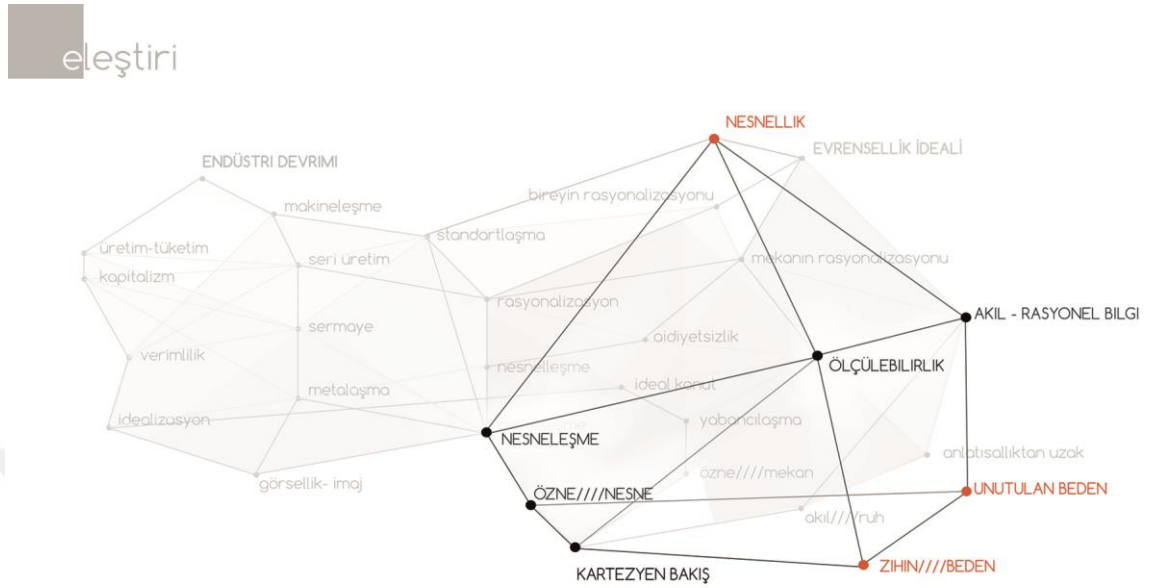 eleştiri
NESNELLIK
EVRENSELLİK İDEALİ
ENDÜSTRI DEVRIMI
bireyin rasyonalizasyonu
makineleşme
standartlaşma
üretim-tüketim
seri üretim
mekanın rasyonalizasyonu
kapitalizm
rasyonalizasyon
AKIL - RASYONEL BILGI
sermaye
aidiyetsizlik
verimlilik
ÖLÇÜLEBILIRLIK
nesnelleşme
metalaşma
ideal konut
idealizasyon
yabancılaşma
NESNELEŞME
anlatısallıktan uzak
özne////mekan
görsellik- imaj
ÖZNE////NESNE
UNUTULAN BEDEN
akıl////ruh
ZIHIN////BEDEN
KARTEZYEN BAKIŞ